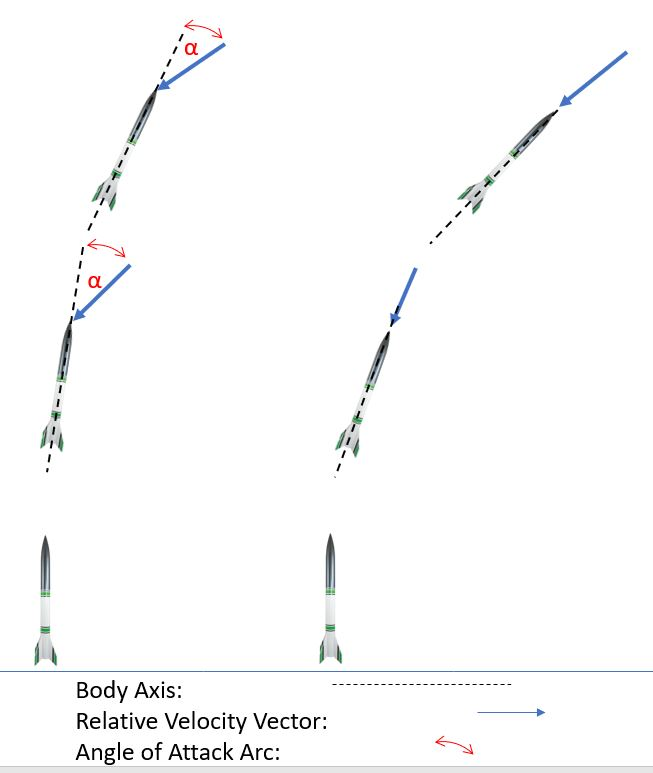 α
α
Body Axis:
Relative Velocity Vector:
Angle of Attack Arc: